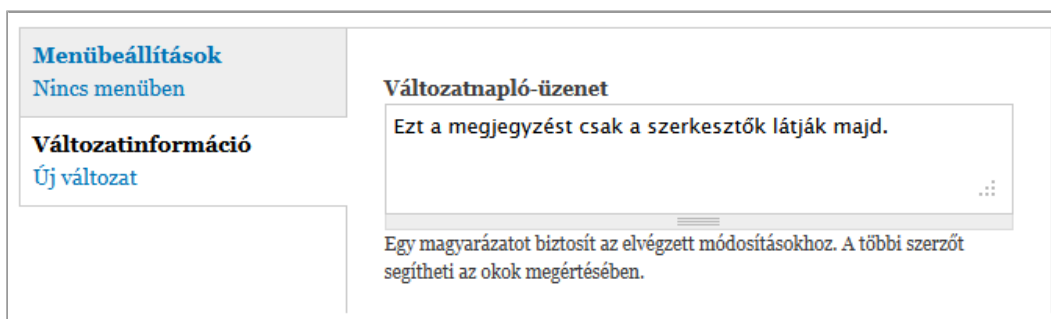 Menübeállítások
Nincs menüben
Változatinformáció
Új változat
Változatnapló-üzenet
Ezt a megjegyzést csak a szerkesztők látják majd.
Egy magyarázatot biztosít az elvégzett módosításokhoz. A többi szerzőt
segítheti az okok megértésében.